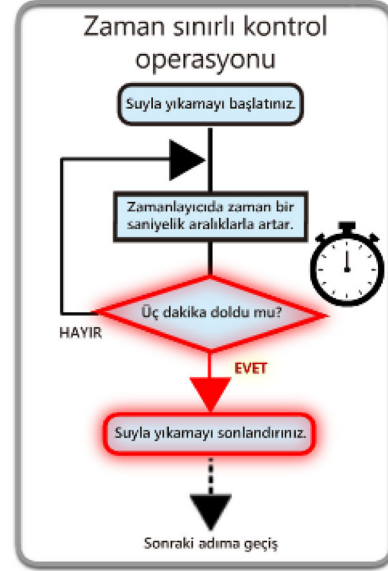 Zaman sınırlı kontrol
operasyonu
Suyla yıkamayı başlatınız.
Zamanlayıcıda zaman bir
saniyelik aralıklarla artar.
Üç dakika doldu mu?
HAYIR
EVET
Suyla yıkamayı sonlandırınız.
Sonraki adıma geçiş